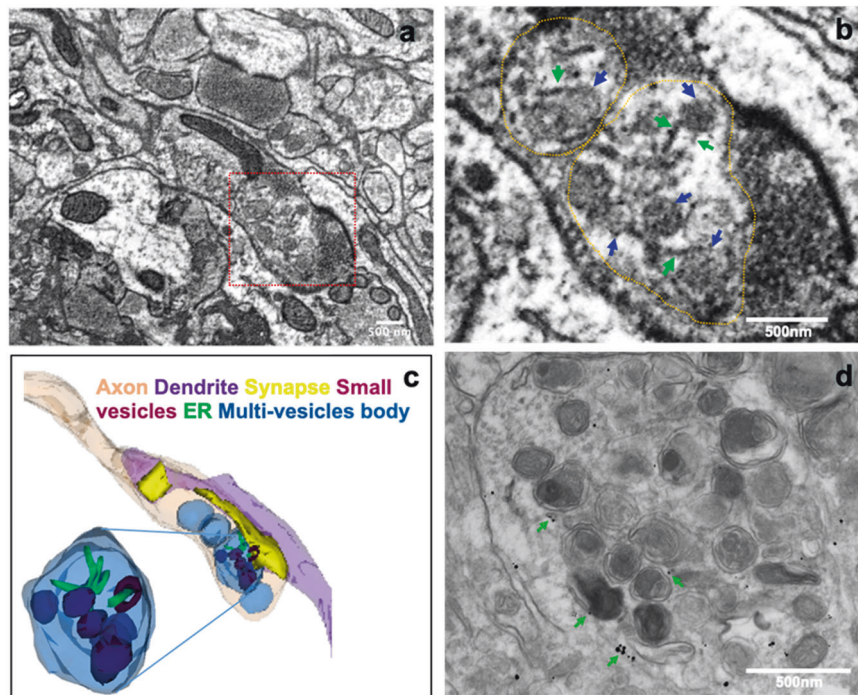 a
500 nm
b
500nm
c
Axon Dendrite Synapse Small
vesicles ER Multi-vesicles body
d
500nm